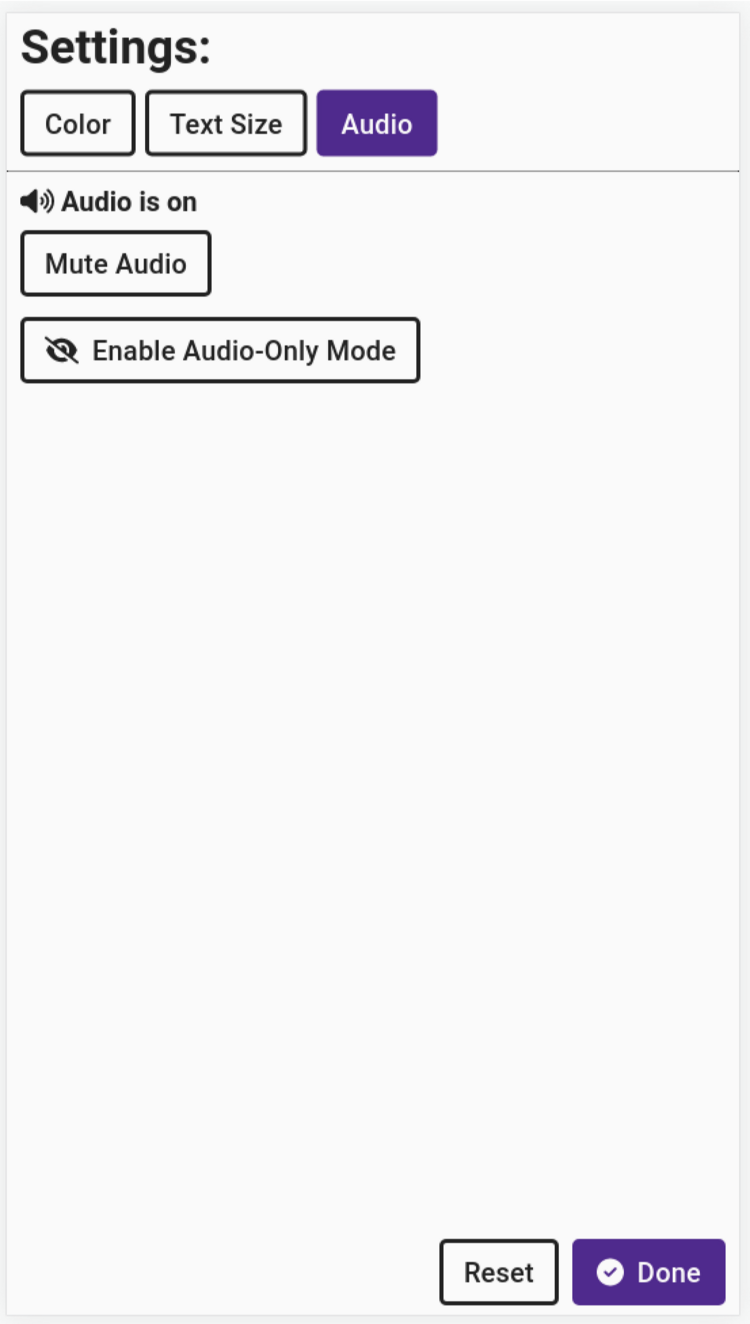 Settings:
Color Text Size Audio
Audio is on
Mute Audio
Enable Audio-Only Mode
Reset Done